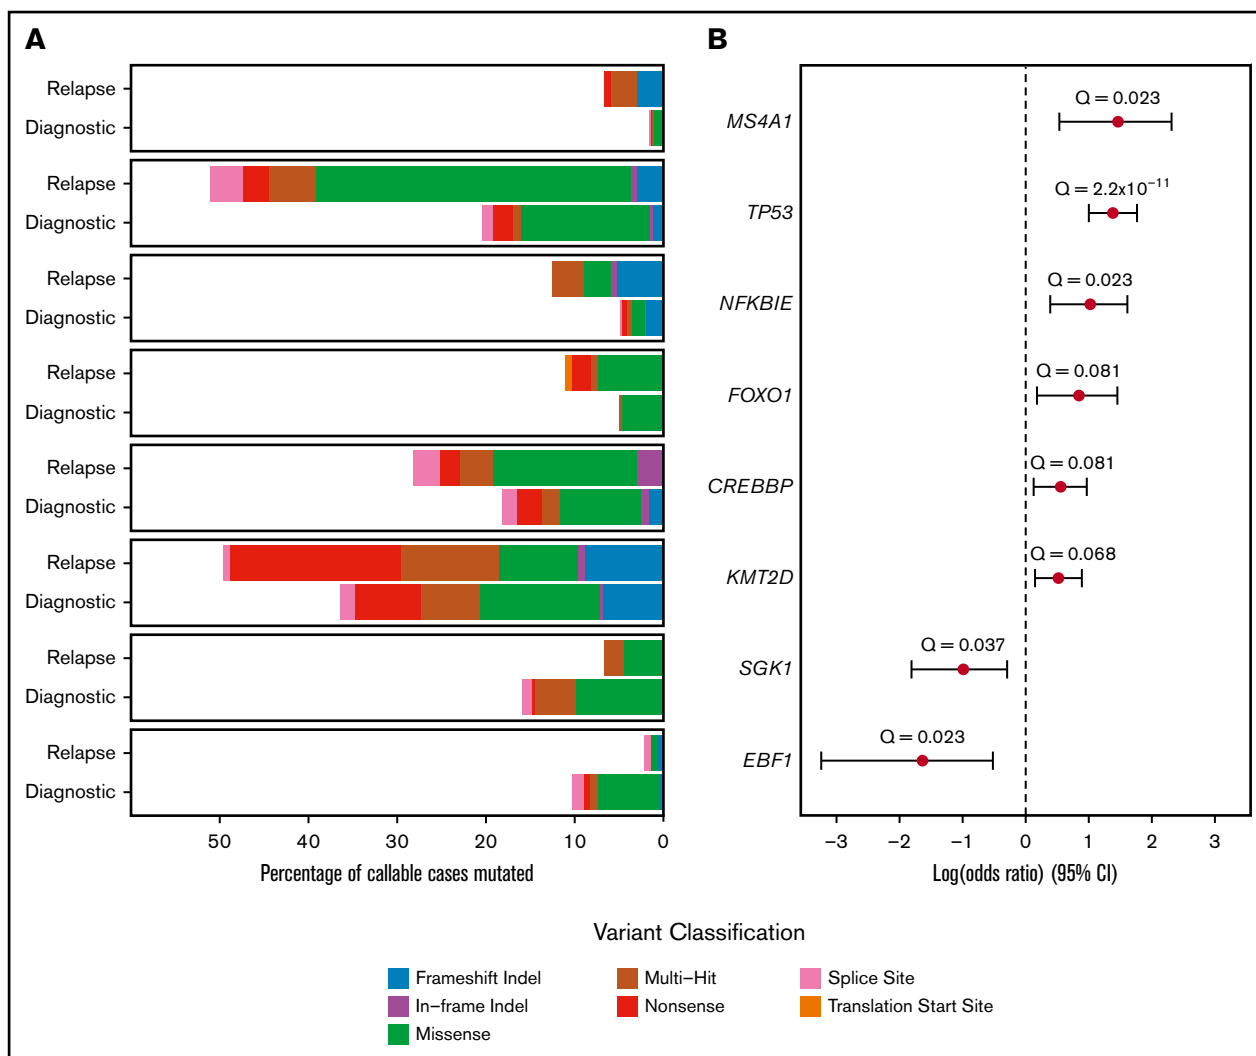 A
B
Relapse
Diagnostic
Relapse
Diagnostic
Relapse
Diagnostic
Relapse
Diagnostic
Relapse
Diagnostic
Relapse
Diagnostic
Relapse
Diagnostic
Relapse
Diagnostic
50 40 30 20 10 0
Percentage of callable cases mutated
MS4A1
Q = 0.023
TP53
Q = 2.2x10⁻¹¹
NFKBIE
Q = 0.023
FOXO1
Q = 0.081
CREBBP
Q = 0.081
KMT2D
Q = 0.068
SGK1
Q = 0.037
EBF1
Q = 0.023
−3 −2 −1 0 1 2 3
Log(odds ratio) (95% CI)
Variant Classification
Frameshift Indel
In−frame Indel
Missense
Multi−Hit
Nonsense
Splice Site
Translation Start Site